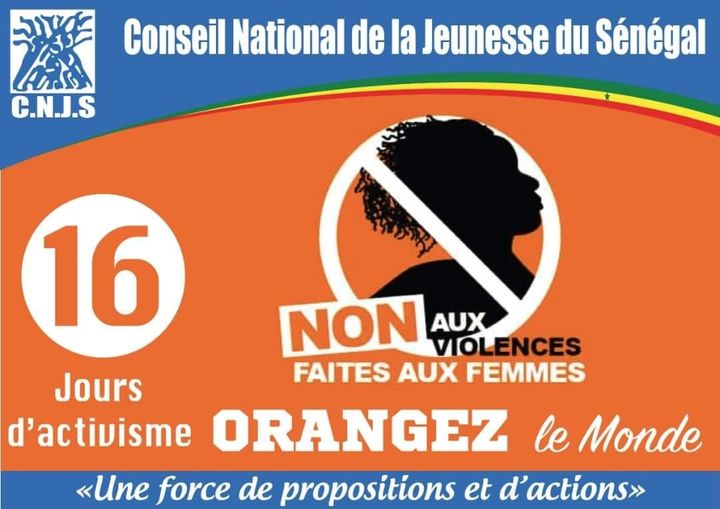 C.N.J.S
Conseil National de la Jeunesse du Sénégal
16
Jours
d'activisme
NON AUX
VIOLENCES
FAITES AUX FEMMES
ORANGEZ le Monde
«Une force de propositions et d'actions»